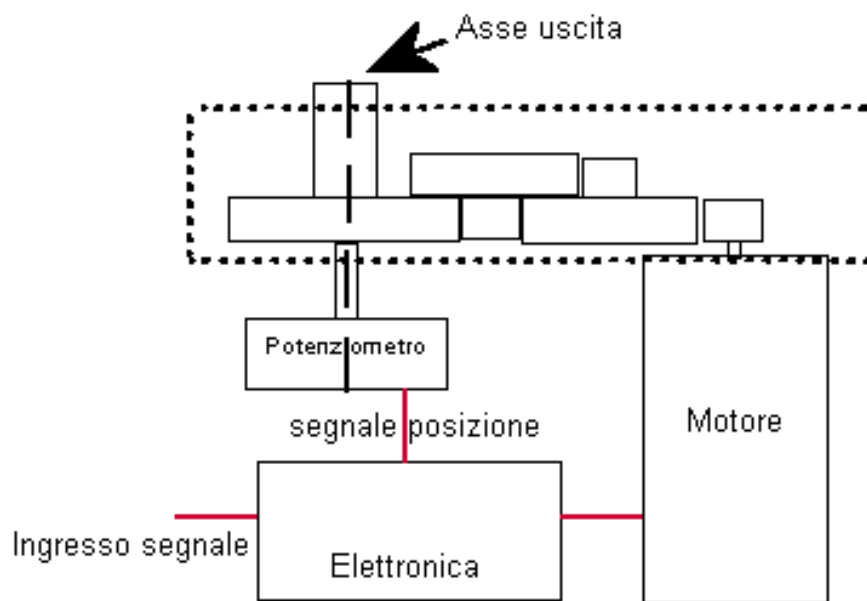 Asse uscita
Potenziometro
segnale posizione
Motore
Ingresso segnale
Elettronica